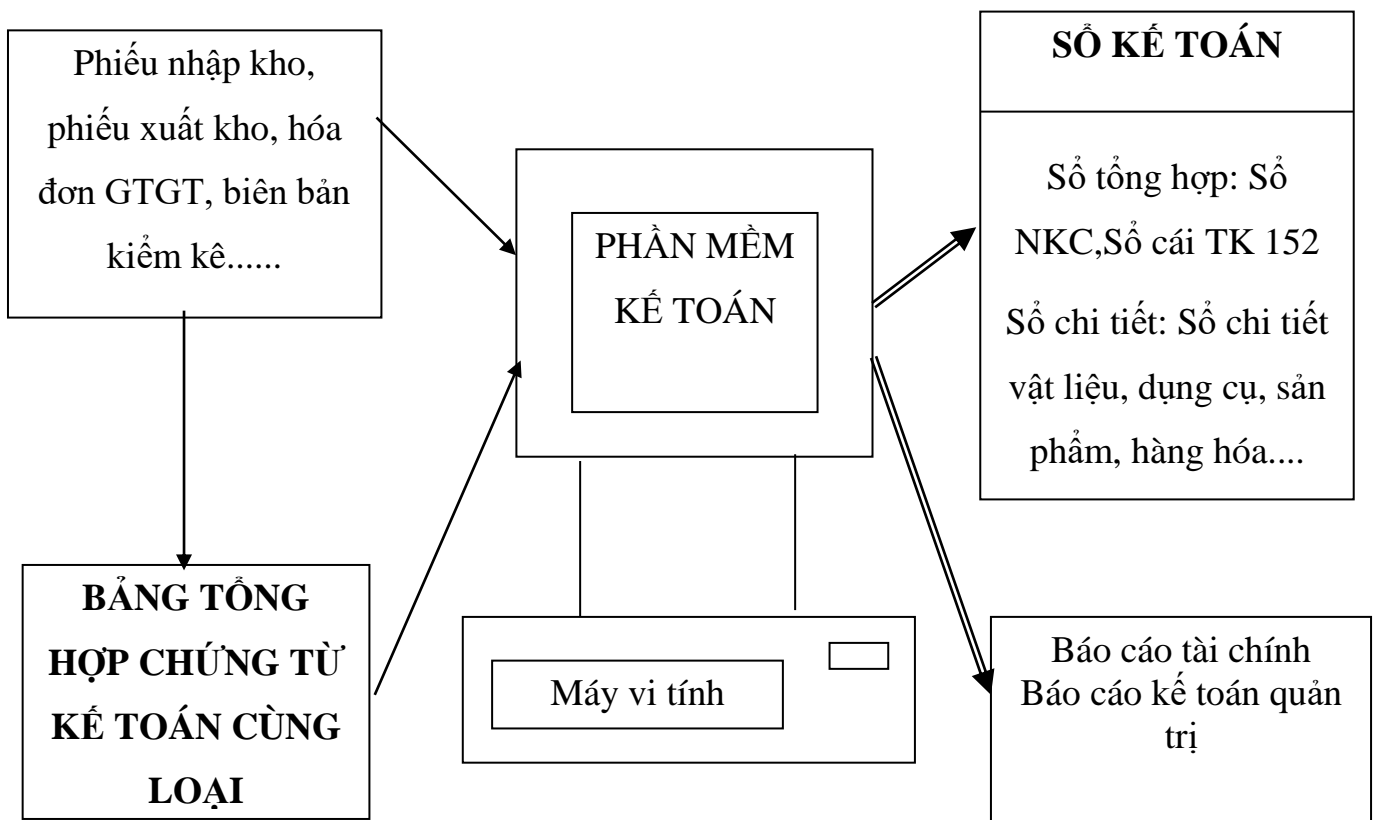 Phiếu nhập kho,
phiếu xuất kho, hóa
đơn GTGT, biên bản
kiểm kê......
BẢNG TỔNG
HỢP CHỨNG TỪ
KẾ TOÁN CÙNG
LOẠI
PHẦN MỀM
KẾ TOÁN
Máy vi tính
SỔ KẾ TOÁN
Sổ tổng hợp: Sổ
NKC,Sổ cái TK 152
Sổ chi tiết: Sổ chi tiết
vật liệu, dụng cụ, sản
phẩm, hàng hóa....
Báo cáo tài chính
Báo cáo kế toán quản
trị